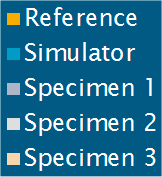 Reference
Simulator
Specimen 1
Specimen 2
Specimen 3